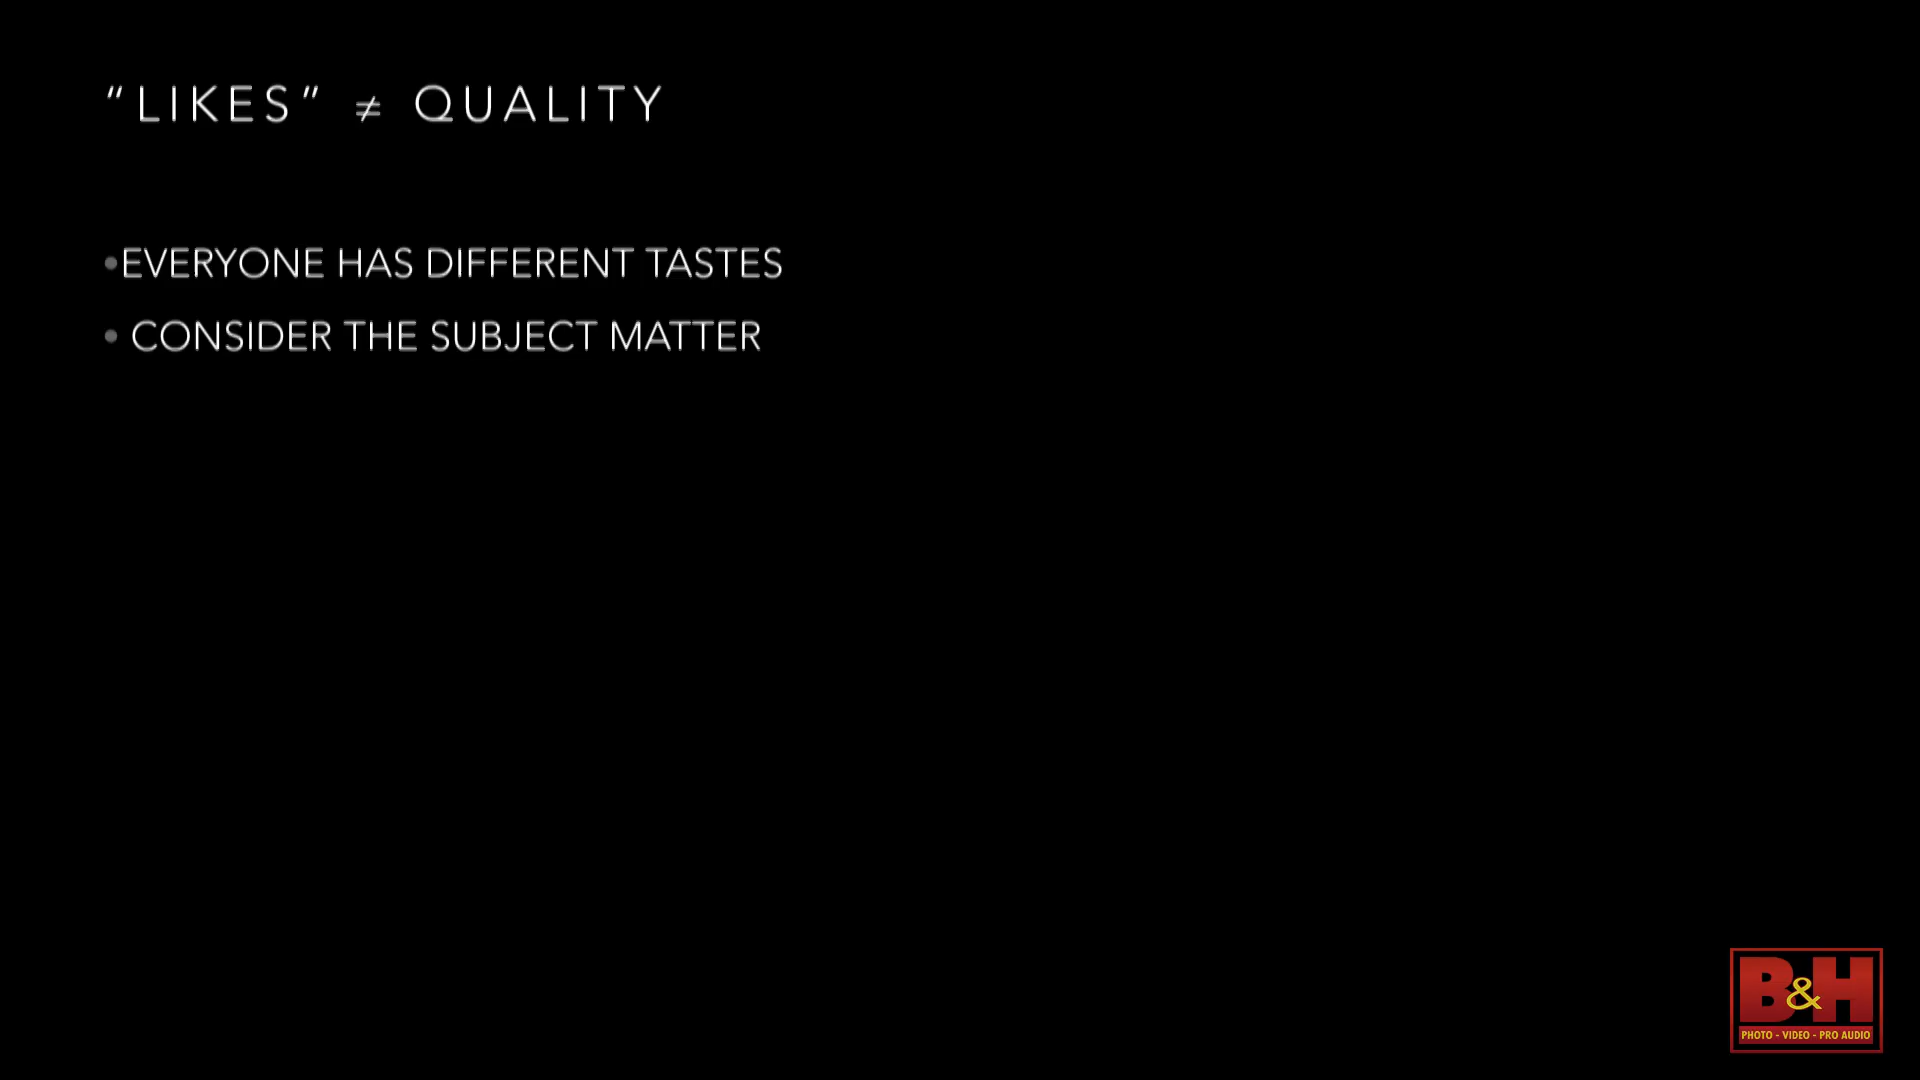 “LIKES” ≠ QUALITY
•EVERYONE HAS DIFFERENT TASTES
• CONSIDER THE SUBJECT MATTER
B&H
PHOTO - VIDEO - PRO AUDIO